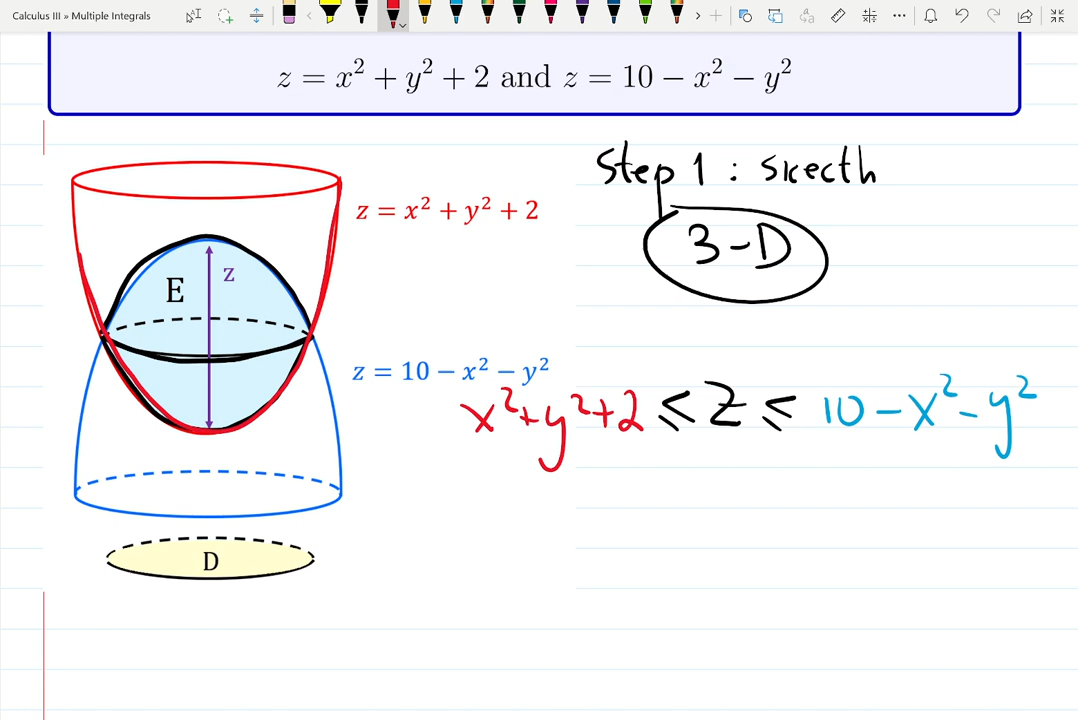 Calculus III » Multiple Integrals
z = x² + y² + 2 and z = 10 − x² − y²
Step 1 : Skecth
3-D
z = x² + y² + 2
E
z
z = 10 − x² − y²
x²+y²+2 ≤ z ≤ 10 − x² − y²
D